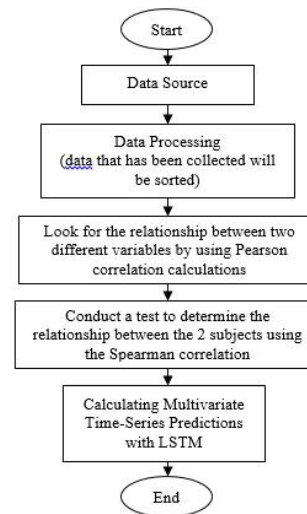 Start
Data Source
Data Processing
(data that has been collected will
be sorted)
Look for the relationship between two
different variables by using Pearson
correlation calculations
Conduct a test to determine the
relationship between the 2 subjects using
the Spearman correlation
Calculating Multivariate
Time-Series Predictions
with LSTM
End